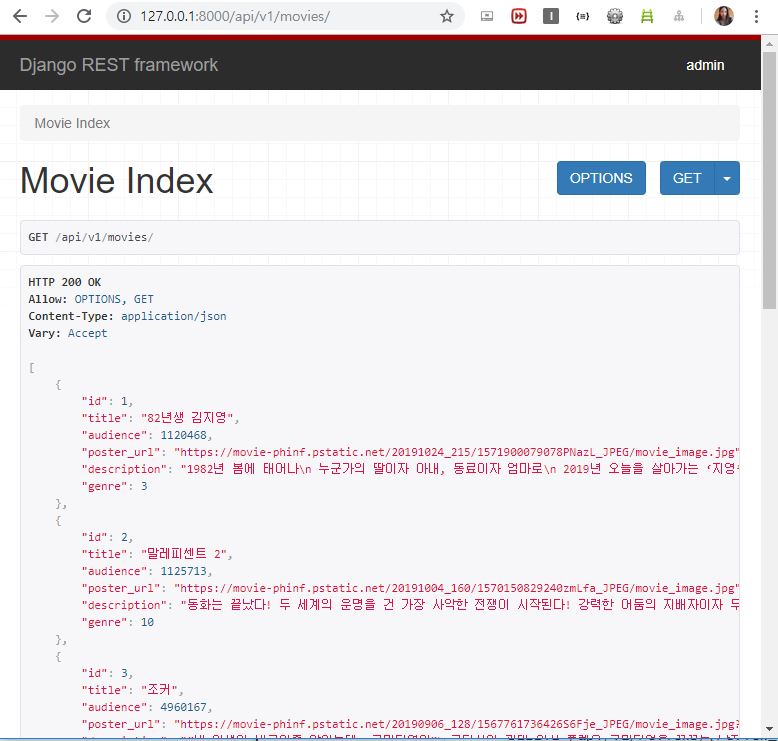 127.0.0.1:8000/api/v1/movies/
Django REST framework admin
Movie Index
Movie Index OPTIONS GET
GET /api/v1/movies/
HTTP 200 OK
Allow: OPTIONS, GET
Content-Type: application/json
Vary: Accept
[
{
"id": 1,
"title": "82년생 김지영",
"audience": 1120468,
"poster_url": "https://movie-phinf.pstatic.net/20191024_215/1571900079078PNazL_JPEG/movie_image.jpg"
"description": "1982년 봄에 태어나\n 누군가의 딸이자 아내, 동료이자 엄마로\n 2019년 오늘을 살아가는 ‘지영
"genre": 3
},
{
"id": 2,
"title": "말레피센트 2",
"audience": 1125713,
"poster_url": "https://movie-phinf.pstatic.net/20191004_160/1570150829240zmLfa_JPEG/movie_image.jpg"
"description": "동화는 끝났다! 두 세계의 운명을 건 가장 사악한 전쟁이 시작된다! 강력한 어둠의 지배자이자 두
"genre": 10
},
{
"id": 3,
"title": "조커",
"audience": 4960167,
"poster_url": "https://movie-phinf.pstatic.net/20190906_128/1567761736426S6Fje_JPEG/movie_image.jpg?